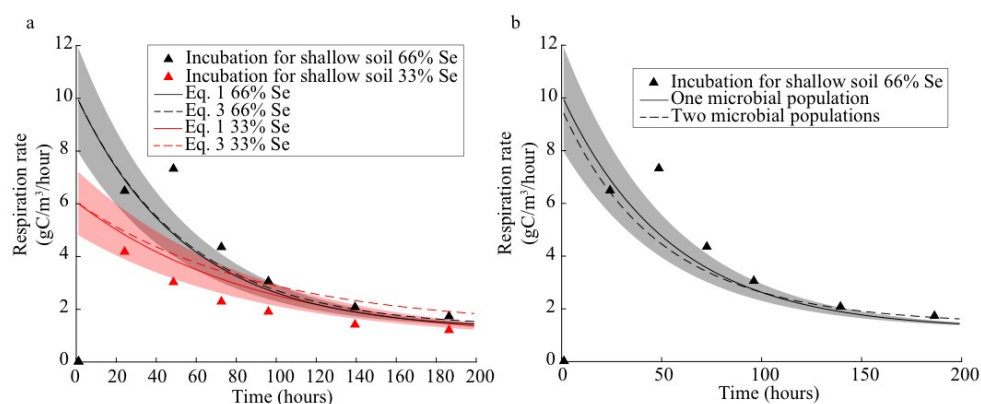 a
12
10
8
6
4
2
0
Respiration rate
(gC/m³/hour)
Incubation for shallow soil 66% Se
Incubation for shallow soil 33% Se
Eq. 1 66% Se
Eq. 3 66% Se
Eq. 1 33% Se
Eq. 3 33% Se
0 20 40 60 80 100 120 140 160 180 200
Time (hours)
b
12
10
8
6
4
2
0
Respiration rate
(gC/m³/hour)
Incubation for shallow soil 66% Se
One microbial population
Two microbial populations
0 50 100 150 200
Time (hours)